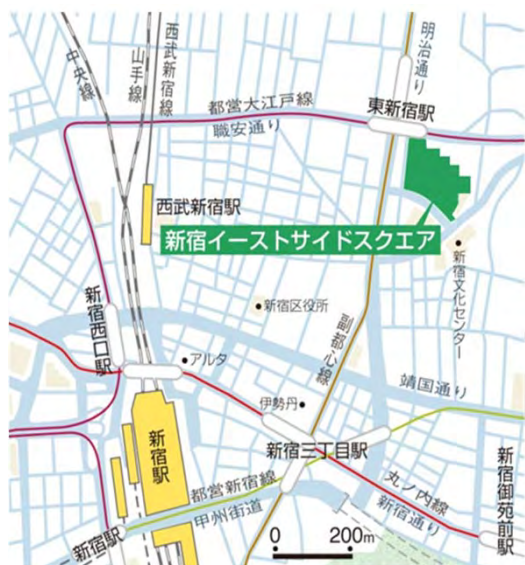 中央線
山手線
西武新宿線
明治通り
都営大江戸線
職安通り
東新宿駅
西武新宿駅
新宿イーストサイドスクエア
新宿文化センター
新宿区役所
新宿西口駅
アルタ
副都心線
靖国通り
伊勢丹
新宿三丁目駅
新宿駅
都営新宿線
甲州街道
丸ノ内線
新宿通り
新宿御苑前駅
新宿駅
0 200m